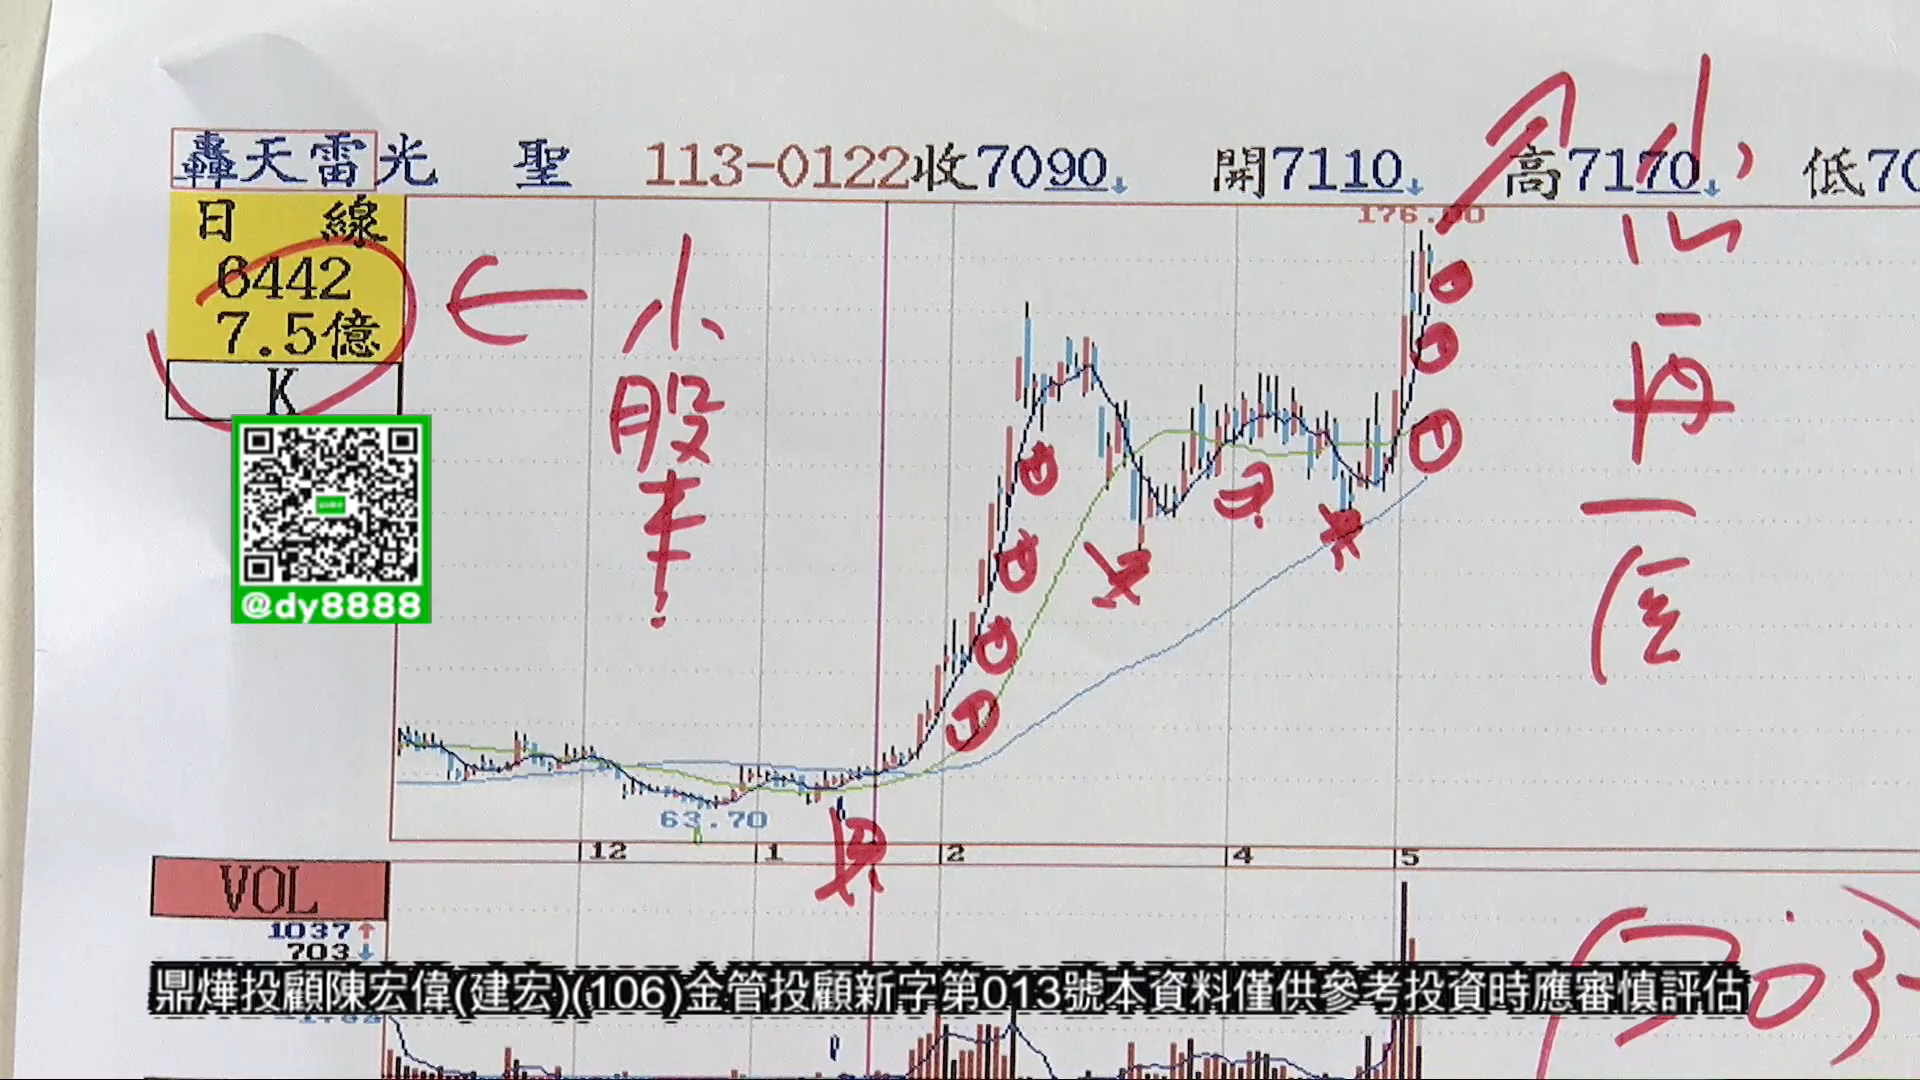 轟天雷光 聖 113-0122收7090↓ 開7110↓ 高7170↓ 低70
日 線
6442
7.5億
K
176.00
小股本!
再一倍
@dy8888
63.70
買
12 1 2 4 5
VOL
1037↑
703↓
鼎燁投顧陳宏偉(建宏)(106)金管投顧新字第013號本資料僅供參考投資時應審慎評估